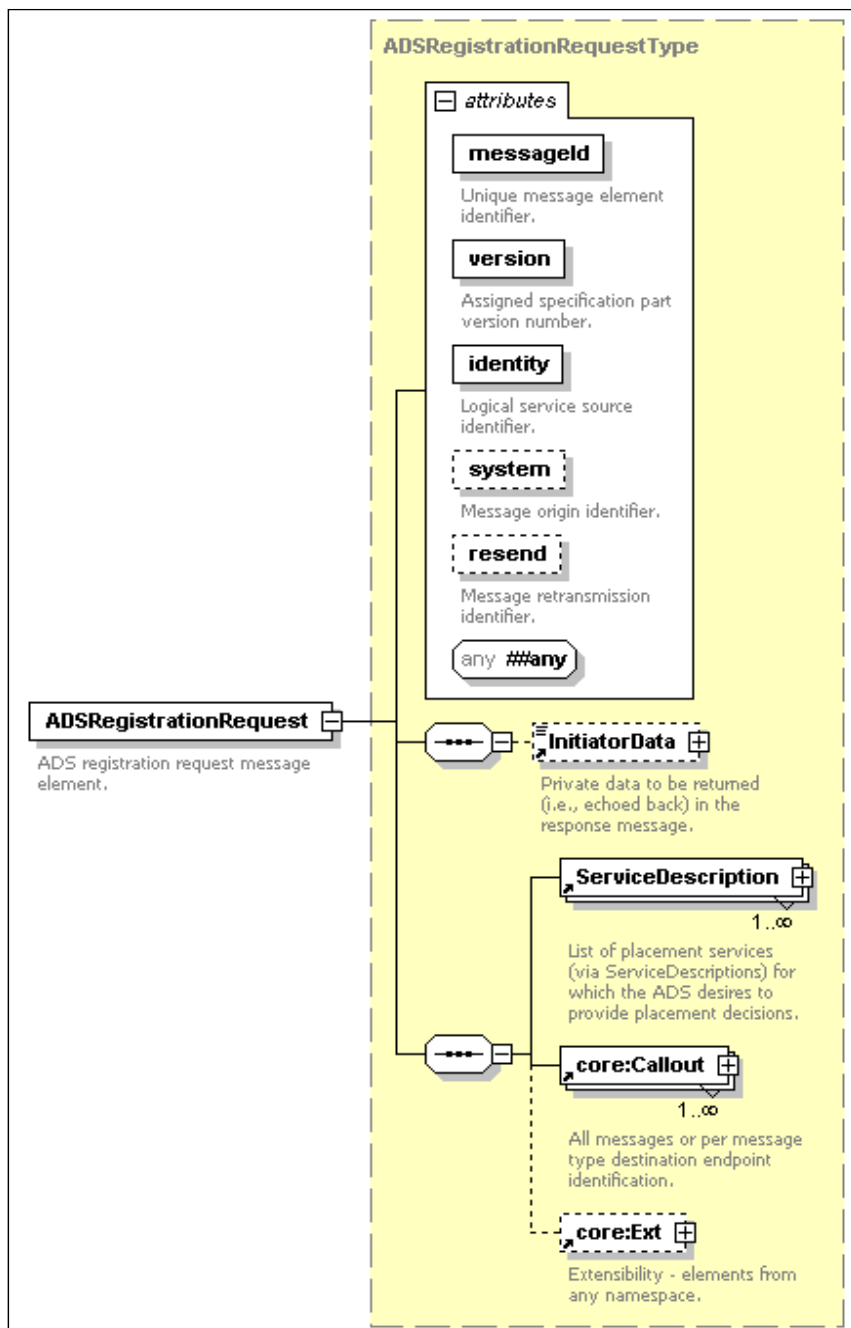 ADSRegistrationRequestType
attributes
messageId
Unique message element
identifier.
version
Assigned specification part
version number.
identity
Logical service source
identifier.
system
Message origin identifier.
resend
Message retransmission
identifier.
any ##any
ADSRegistrationRequest
ADS registration request message
element.
InitiatorData
Private data to be returned
(i.e., echoed back) in the
response message.
ServiceDescription
1..∞
List of placement services
(via ServiceDescriptions) for
which the ADS desires to
provide placement decisions.
core:Callout
1..∞
All messages or per message
type destination endpoint
identification.
core:Ext
Extensibility - elements from
any namespace.